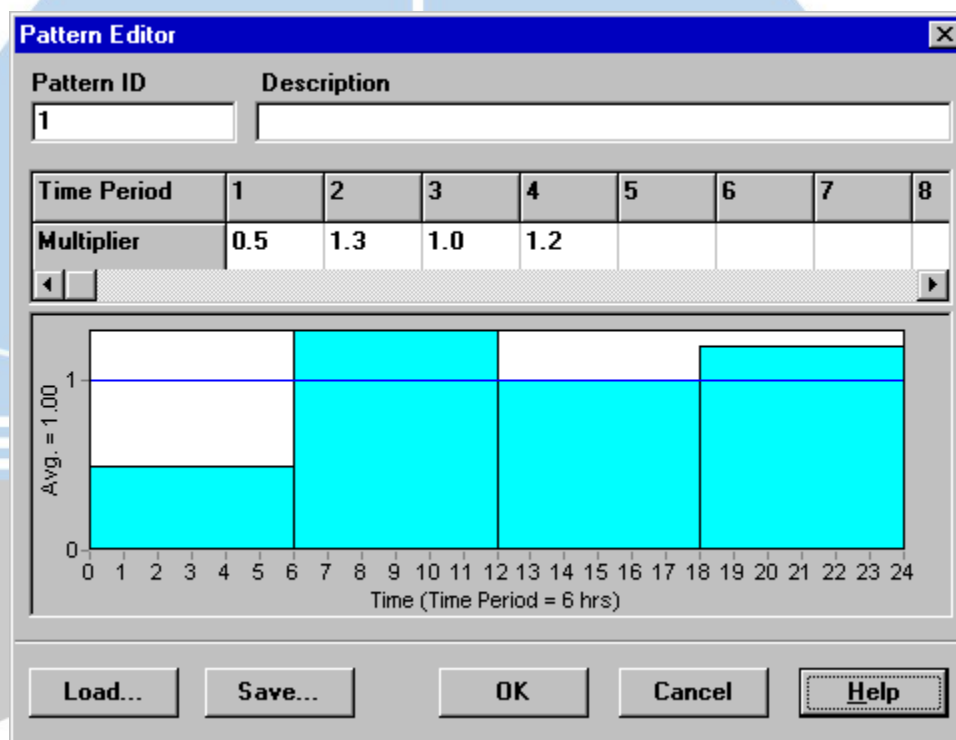 Pattern Editor
Pattern ID Description
1
Time Period 1 2 3 4 5 6 7 8
Multiplier 0.5 1.3 1.0 1.2
Avg. = 1.00
1
0
0 1 2 3 4 5 6 7 8 9 10 11 12 13 14 15 16 17 18 19 20 21 22 23 24
Time (Time Period = 6 hrs)
Load... Save... OK Cancel Help